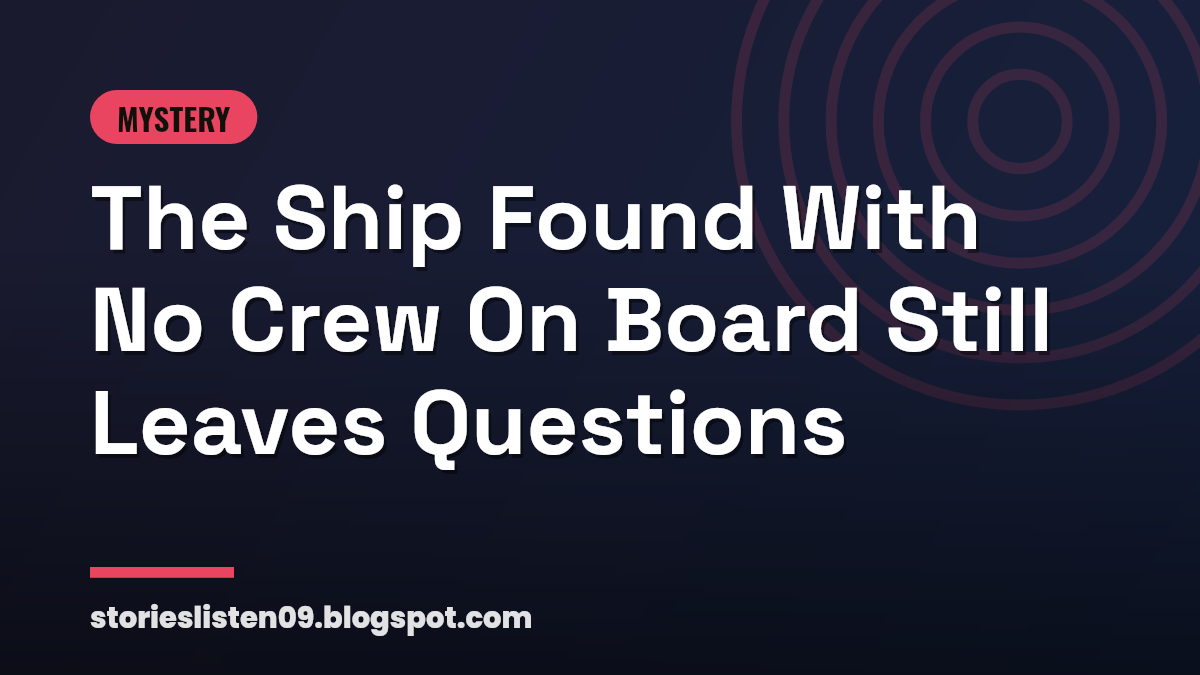 MYSTERY
The Ship Found With
No Crew On Board Still
Leaves Questions
storieslisten09.blogspot.com